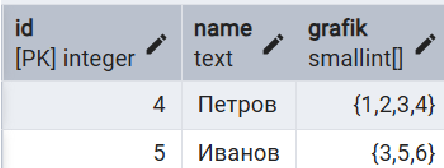 id name grafik
[PK] integer text smallint[]
4 Петров {1,2,3,4}
5 Иванов {3,5,6}